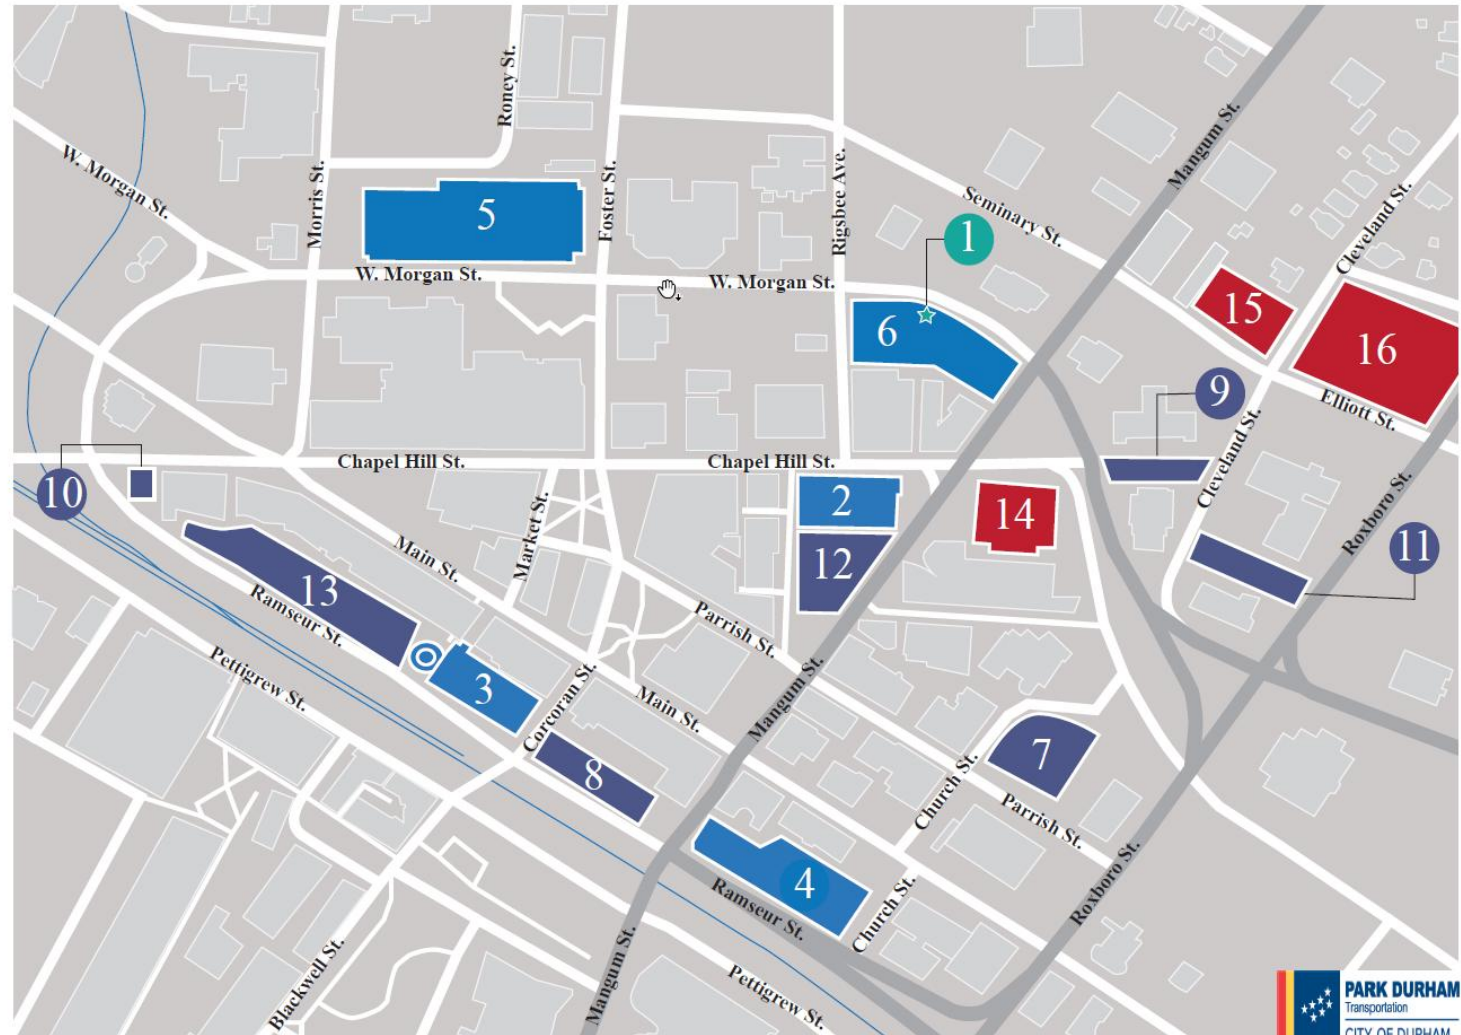 Roney St.
Mangum St.
W. Morgan St.
Morris St.
Foster St.
Rigsbee Ave.
Seminary St.
Cleveland St.
5
1
W. Morgan St.
W. Morgan St.
6
15
16
9
Elliott St.
Chapel Hill St.
Chapel Hill St.
Cleveland St.
10
2
14
Roxboro St.
Market St.
Main St.
12
11
13
Ramseur St.
Parrish St.
Pettigrew St.
3
Main St.
Mangum St.
Corcoran St.
7
8
Church St.
Parrish St.
4
Roxboro St.
Ramseur St.
Church St.
Blackwell St.
Mangum St.
Pettigrew St.
PARK DURHAM
Transportation
CITY OF DURHAM